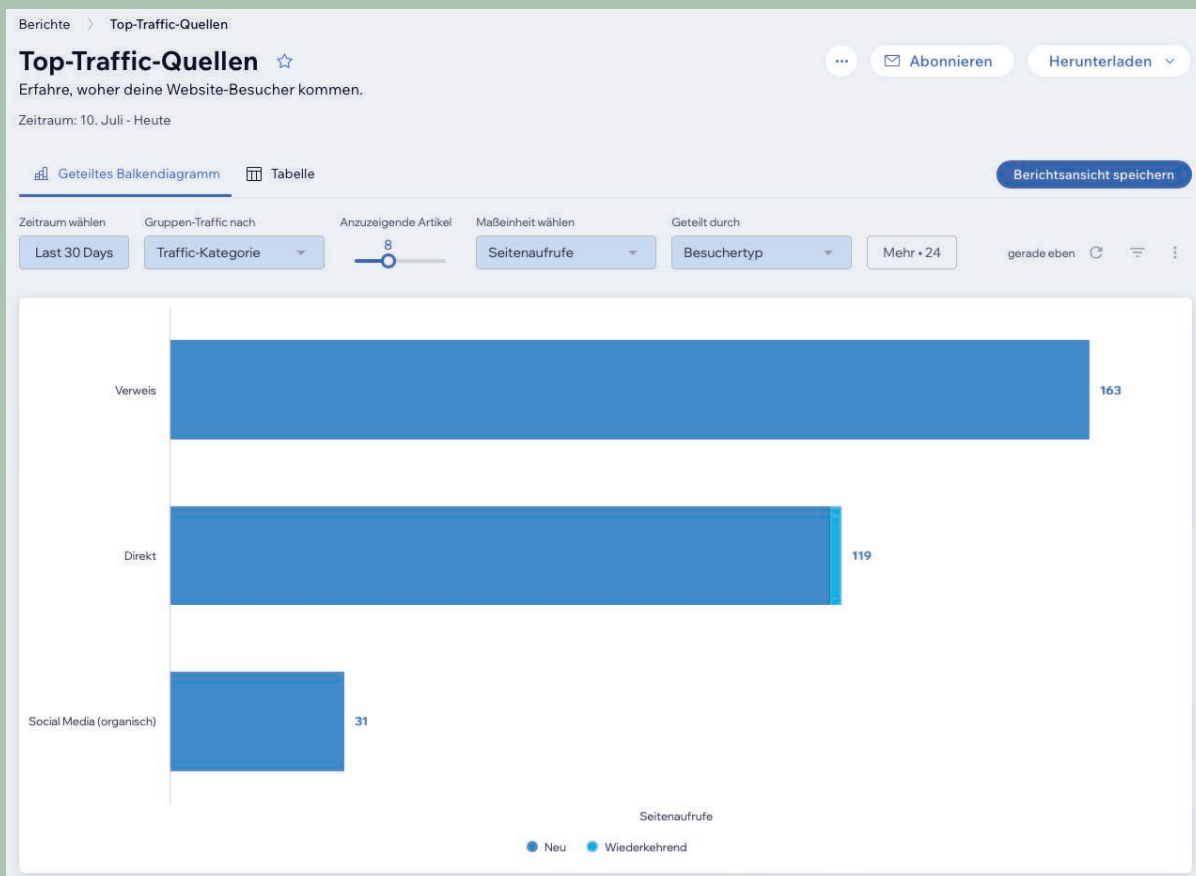 Berichte > Top-Traffic-Quellen
Top-Traffic-Quellen
... Abonnieren Herunterladen
Erfahre, woher deine Website-Besucher kommen.
Zeitraum: 10. Juli - Heute
Geteiltes Balkendiagramm Tabelle Berichtsansicht speichern
Zeitraum wählen Gruppen-Traffic nach Anzuzeigende Artikel Maßeinheit wählen Geteilt durch
Last 30 Days Traffic-Kategorie 8 Seitenaufrufe Besuchertyp Mehr • 24 gerade eben
Verweis 163
Direkt 119
Social Media (organisch) 31
Seitenaufrufe
Neu Wiederkehrend